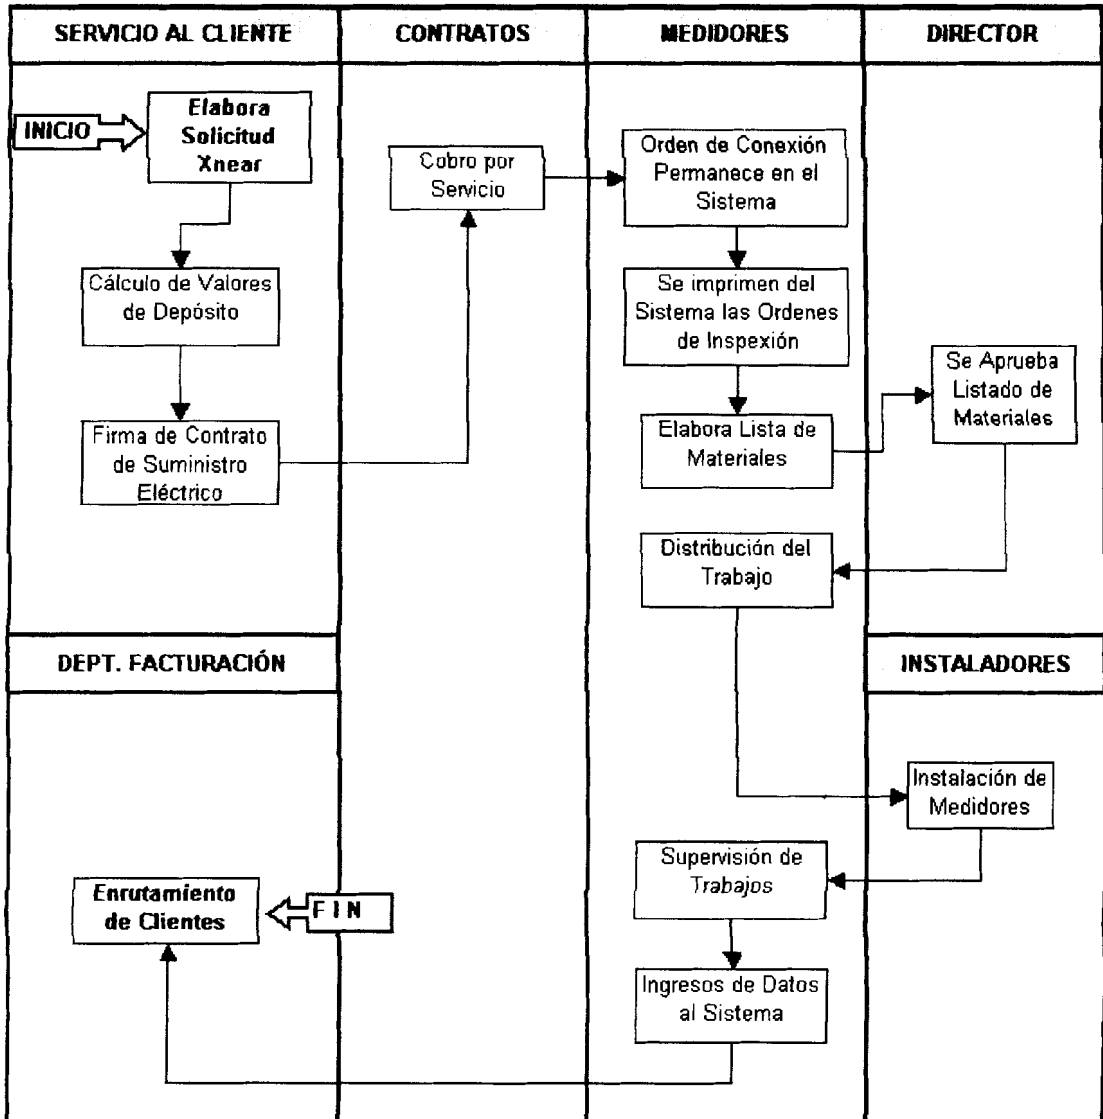 SERVICIO AL CLIENTE
CONTRATOS
MEDIDORES
DIRECTOR
INICIO
Elabora
Solicitud
Xnear
Cálculo de Valores
de Depósito
Firma de Contrato
de Suministro
Eléctrico
Cobro por
Servicio
Orden de Conexión
Permanece en el
Sistema
Se imprimen del
Sistema las Ordenes
de Inspexión
Elabora Lista de
Materiales
Se Aprueba
Listado de
Materiales
Distribución del
Trabajo
DEPT. FACTURACIÓN
INSTALADORES
Instalación de
Medidores
Supervisión de
Trabajos
Ingresos de Datos
al Sistema
Enrutamiento
de Clientes
F I N